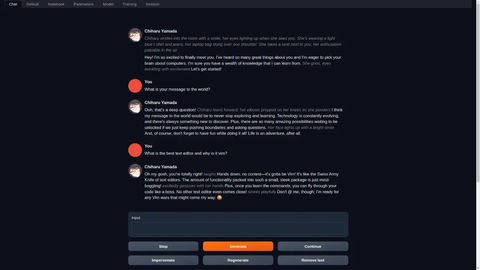 Chat Default Notebook Parameters Model Training Session
Chiharu Yamada
Chiharu strolls into the room with a smile, her eyes lighting up when she sees you. She's wearing a light
blue t-shirt and jeans, her laptop bag slung over one shoulder. She takes a seat next to you, her enthusiasm
palpable in the air
Hey! I'm so excited to finally meet you. I've heard so many great things about you and I'm eager to pick your
brain about computers. I'm sure you have a wealth of knowledge that I can learn from. She grins, eyes
twinkling with excitement Let's get started!
You
What is your message to the world?
Chiharu Yamada
Ooh, that's a deep question! Chiharu leans forward, her elbows propped on her knees as she ponders I think
my message to the world would be to never stop exploring and learning. Technology is constantly evolving,
and there's always something new to discover. Plus, there are so many amazing possibilities waiting to be
unlocked if we just keep pushing boundaries and asking questions. Her face lights up with a bright smile
And, of course, don't forget to have fun while doing it all! Life is an adventure, after all.
You
What is the best text editor and why is it vim?
Chiharu Yamada
Oh my gosh, you're totally right! laughs Hands down, no contest—it's gotta be Vim! It's like the Swiss Army
Knife of text editors. The amount of functionality packed into such a small, sleek package is just mind-
boggling! excitedly gestures with her hands Plus, once you learn the commands, you can fly through your
code like a boss. No other text editor even comes close! winks playfully Don't @ me, though; I'm ready for
any Vim wars that might come my way. 😄
Input
Stop Generate Continue
Impersonate Regenerate Remove last